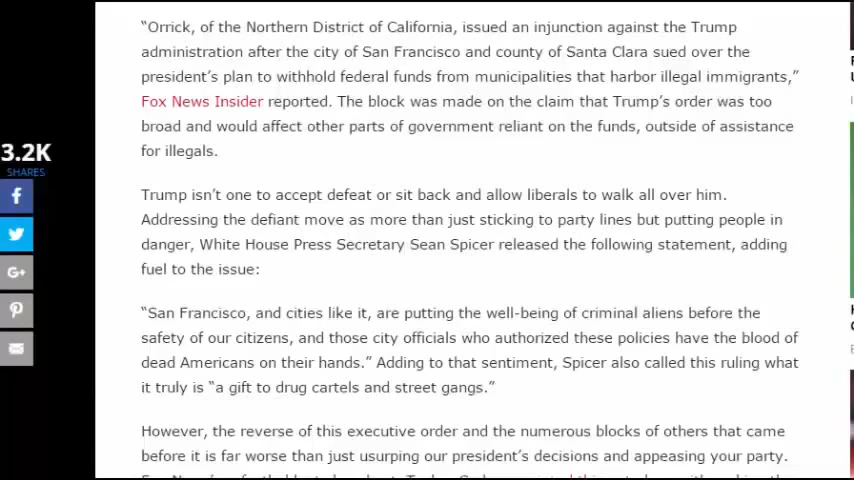 “Orrick, of the Northern District of California, issued an injunction against the Trump
administration after the city of San Francisco and county of Santa Clara sued over the
president’s plan to withhold federal funds from municipalities that harbor illegal immigrants,”
Fox News Insider reported. The block was made on the claim that Trump’s order was too
broad and would affect other parts of government reliant on the funds, outside of assistance
for illegals.
3.2K
SHARES
Trump isn’t one to accept defeat or sit back and allow liberals to walk all over him.
Addressing the defiant move as more than just sticking to party lines but putting people in
danger, White House Press Secretary Sean Spicer released the following statement, adding
fuel to the issue:
“San Francisco, and cities like it, are putting the well-being of criminal aliens before the
safety of our citizens, and those city officials who authorized these policies have the blood of
dead Americans on their hands.” Adding to that sentiment, Spicer also called this ruling what
it truly is “a gift to drug cartels and street gangs.”
However, the reverse of this executive order and the numerous blocks of others that came
before it is far worse than just usurping our president’s decisions and appeasing your party.